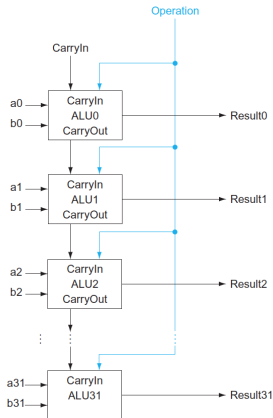 Operation
CarryIn
a0
b0
CarryIn
ALU0
CarryOut
Result0
a1
b1
CarryIn
ALU1
CarryOut
Result1
a2
b2
CarryIn
ALU2
CarryOut
Result2
a31
b31
CarryIn
ALU31
Result31